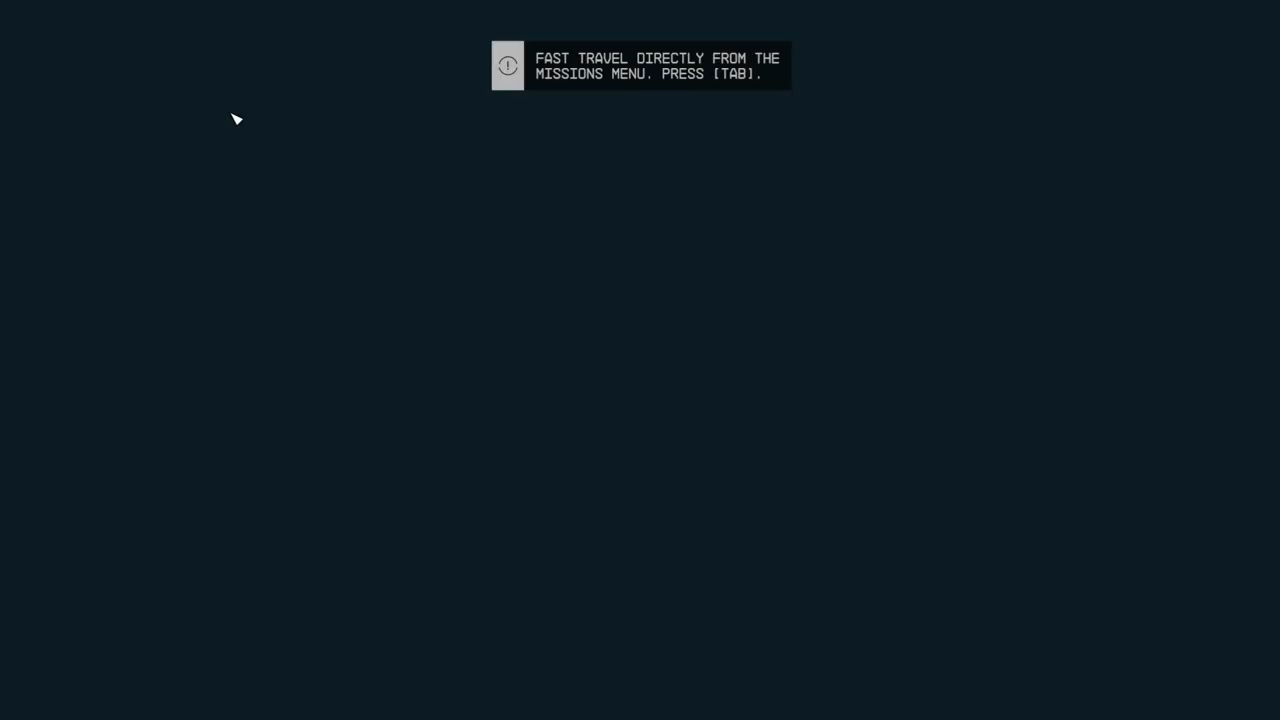 FAST TRAVEL DIRECTLY FROM THE
MISSIONS MENU. PRESS [TAB].